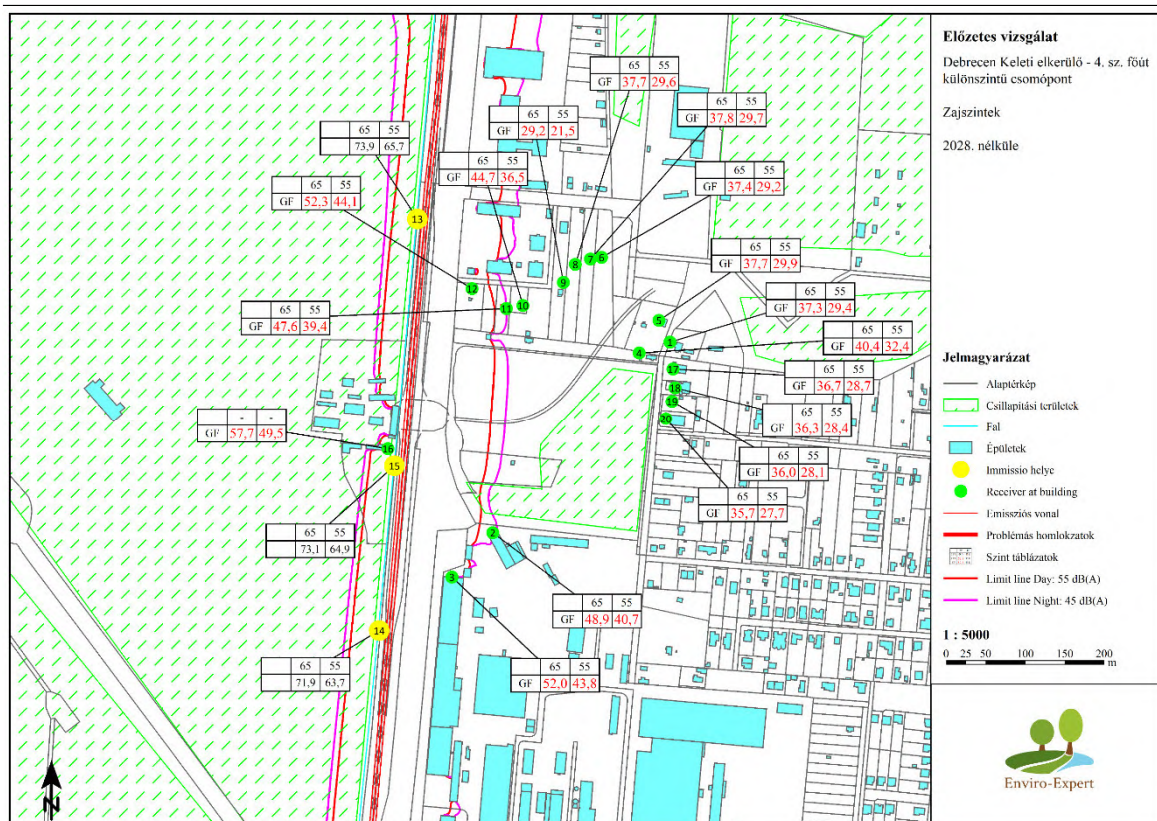 Előzetes vizsgálat
Debrecen Keleti elkerülő - 4. sz. főút
különszintű csomópont
Zajszintek
2028. nélküle
65 55
GF 37,7 29,6
65 55
GF 29,2 21,5
65 55
GF 37,8 29,7
65 55
73,9 65,7
65 55
GF 44,7 36,5
65 55
GF 37,4 29,2
65 55
GF 52,3 44,1
13
65 55
GF 37,7 29,9
8
7
6
9
12
10
11
65 55
GF 37,3 29,4
65 55
GF 47,6 39,4
5
1
4
65 55
GF 40,4 32,4
17
65 55
GF 36,7 28,7
18
19
20
- -
GF 57,7 49,5
65 55
GF 36,3 28,4
16
15
65 55
GF 36,0 28,1
65 55
GF 35,7 27,7
65 55
73,1 64,9
2
3
65 55
GF 48,9 40,7
14
65 55
71,9 63,7
65 55
GF 52,0 43,8
Jelmagyarázat
Alaptérkép
Csillapítási területek
Fal
Épületek
Immissio helye
Receiver at building
Emissziós vonal
Problémás homlokzatok
Szint táblázatok
Limit line Day: 55 dB(A)
Limit line Night: 45 dB(A)
1 : 5000
0 25 50 100 150 200
m
N
Enviro-Expert